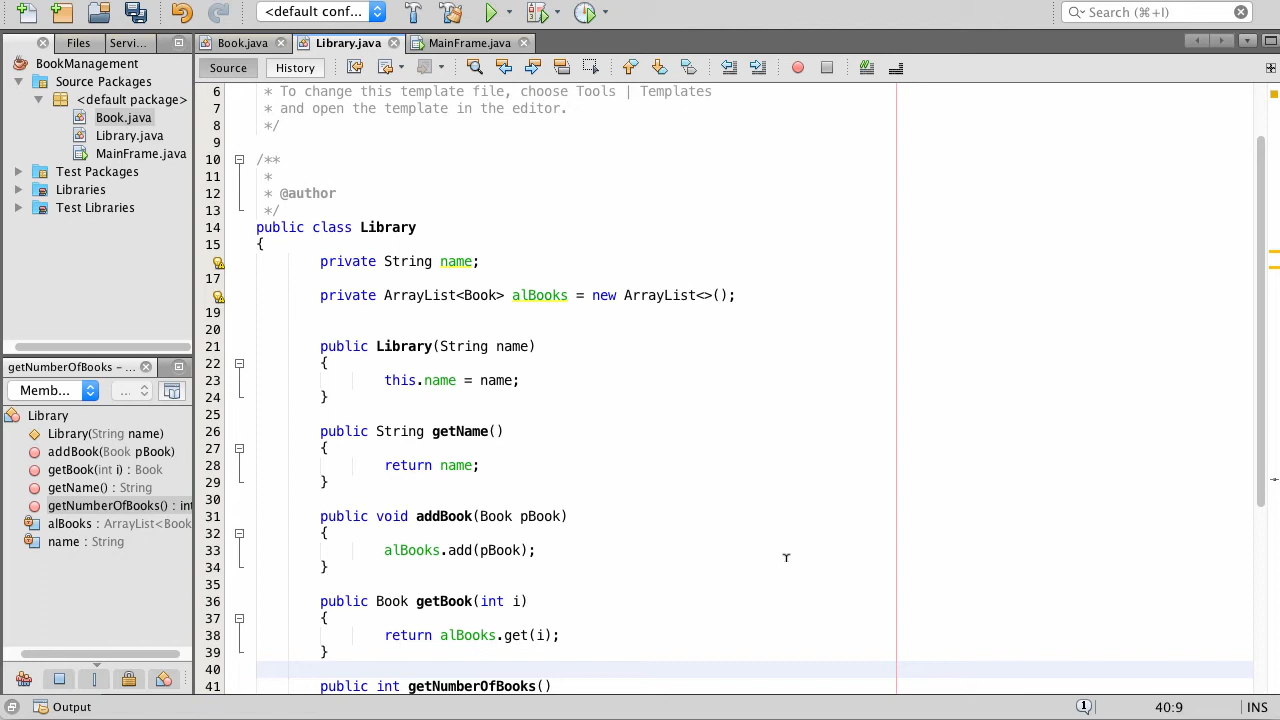 <default conf...
Search (⌘+I)
Files
Servi...
Book.java
Library.java
MainFrame.java
BookManagement
Source Packages
<default package>
Book.java
Library.java
MainFrame.java
Test Packages
Libraries
Test Libraries
Source
History
6 * To change this template file, choose Tools | Templates
7 * and open the template in the editor.
8 */
9
10 /**
11 *
12 * @author
13 */
14 public class Library
15 {
private String name;
17
private ArrayList<Book> alBooks = new ArrayList<>();
19
20
21 public Library(String name)
22 {
23 this.name = name;
24 }
25
26 public String getName()
27 {
28 return name;
29 }
30
31 public void addBook(Book pBook)
32 {
33 alBooks.add(pBook);
34 }
35
36 public Book getBook(int i)
37 {
38 return alBooks.get(i);
39 }
40
41 public int getNumberOfBooks()
getNumberOfBooks – ...
Memb...
...
Library
Library(String name)
addBook(Book pBook)
getBook(int i) : Book
getName() : String
getNumberOfBooks() : int
alBooks : ArrayList<Book
name : String
Output
1
40:9
INS